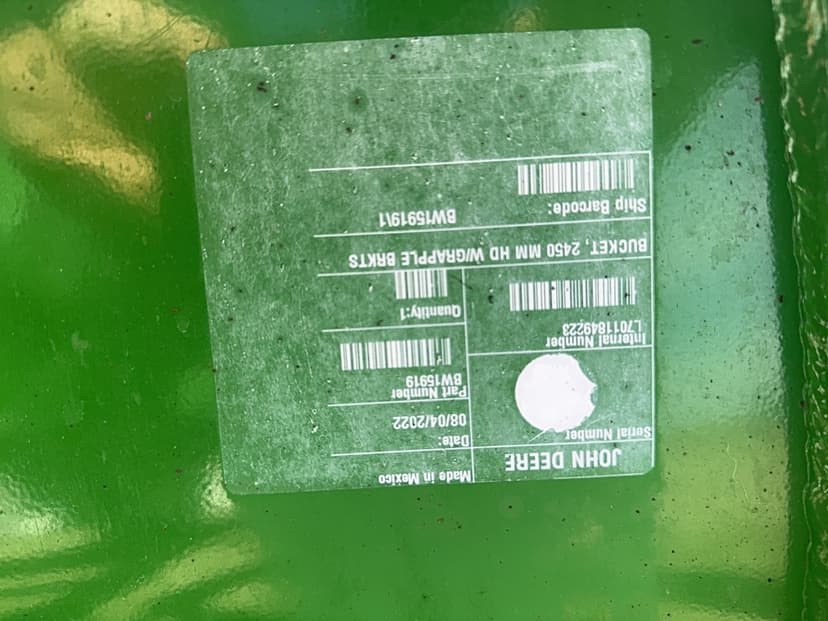 JOHN DEERE
Made in Mexico
Serial Number
Date:
08/04/2022
Part Number
BW15919
Internal Number
L7011849223
Quantity:1
BUCKET, 2450 MM HD W/GRAPPLE BRKTS
Ship Barcode:
BW15919\1